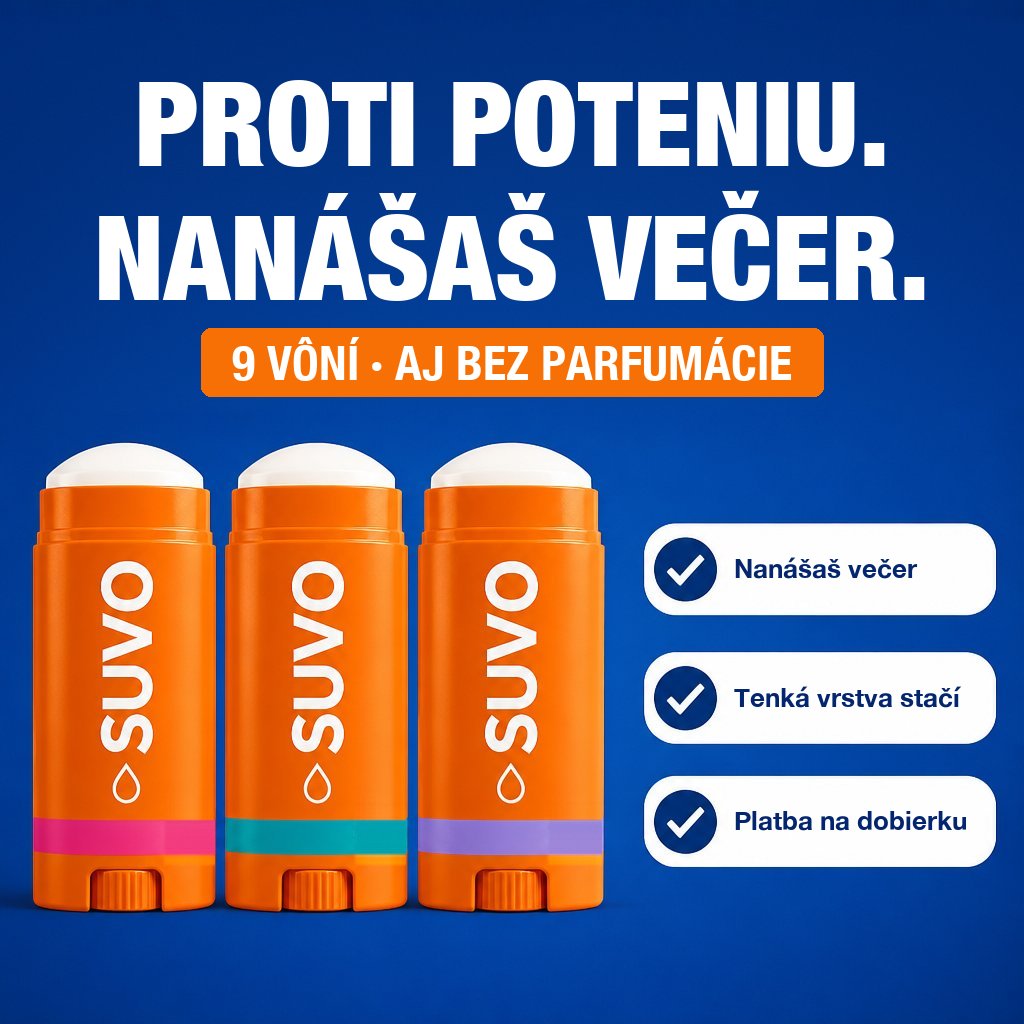 PROTI POTENIU.
NANÁŠAŠ VEČER.
9 VÔNÍ · AJ BEZ PARFUMÁCIE
SUVO
SUVO
SUVO
Nanášaš večer
Tenká vrstva stačí
Platba na dobierku